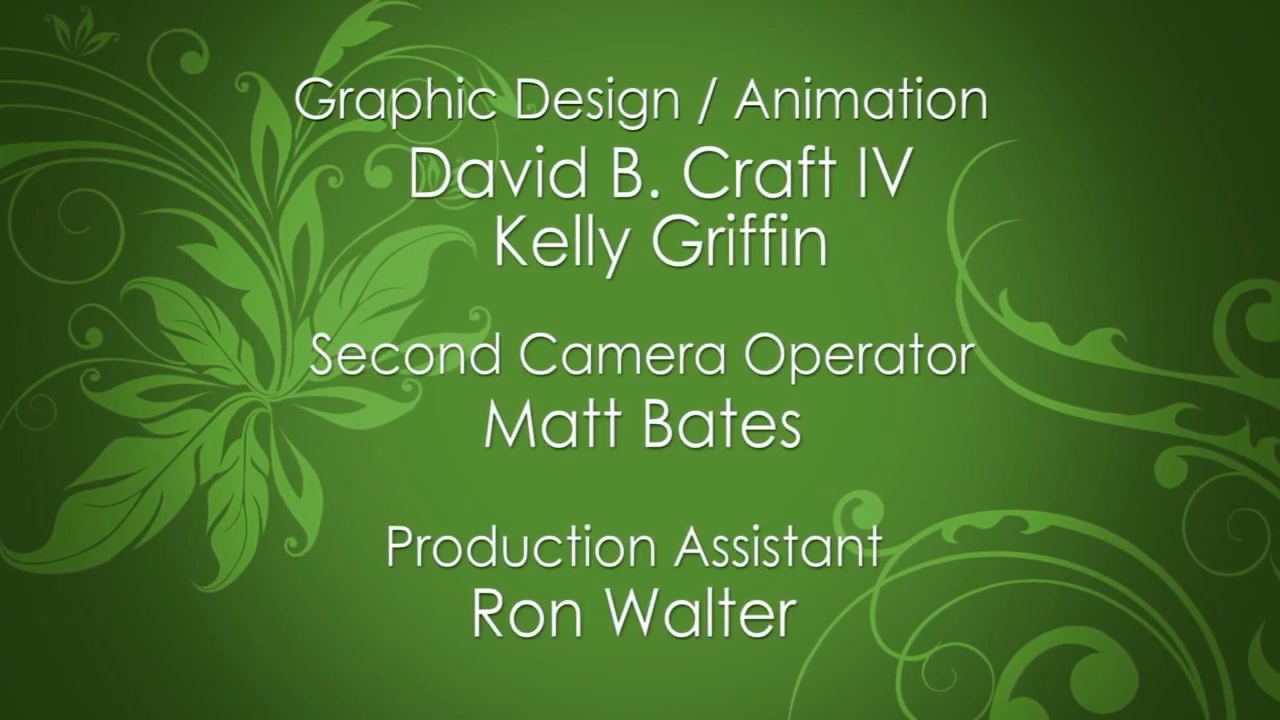 Graphic Design / Animation
David B. Craft IV
Kelly Griffin
Second Camera Operator
Matt Bates
Production Assistant
Ron Walter